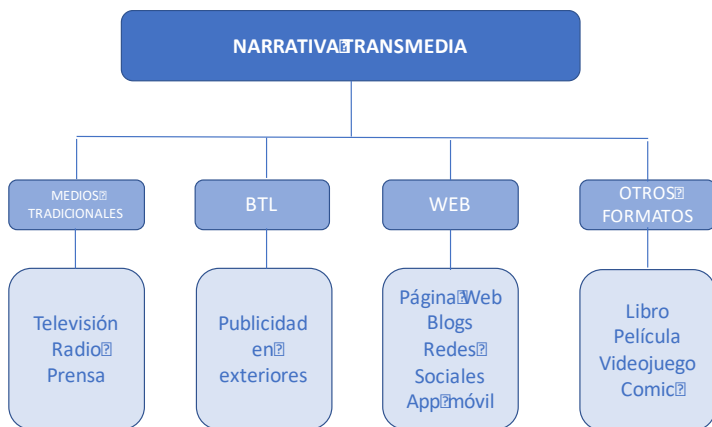 NARRATIVA TRANSMEDIA
MEDIOS
TRADICIONALES
BTL
WEB
OTROS
FORMATOS
Televisión
Radio
Prensa
Publicidad
en
exteriores
Página Web
Blogs
Redes
Sociales
App móvil
Libro
Película
Videojuego
Comic